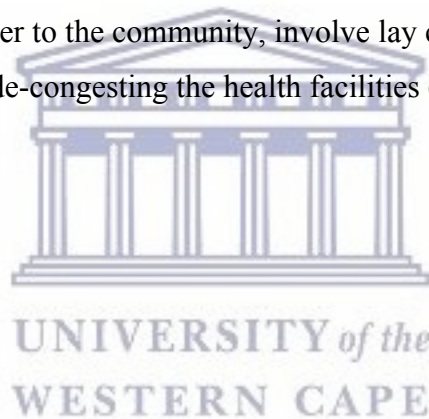 er to the community, involve lay
de-congesting the health facilities
UNIVERSITY of the
WESTERN CAPE